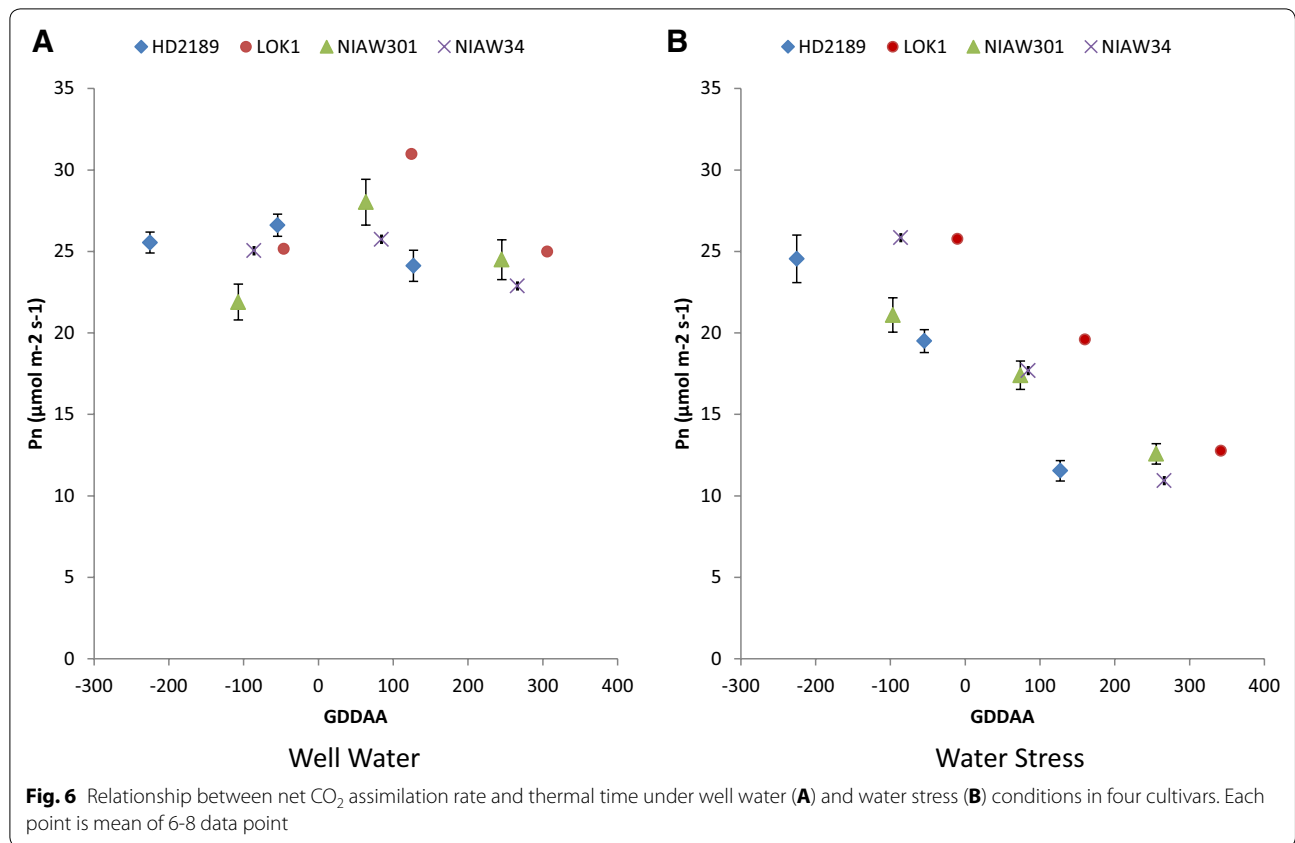 A
HD2189 LOK1 NIAW301 NIAW34
35
30
25
20
15
10
5
0
Pn (µmol m-2 s-1)
-300 -200 -100 0 100 200 300 400
GDDAA
Well Water
B
HD2189 LOK1 NIAW301 NIAW34
35
30
25
20
15
10
5
0
Pn (µmol m-2 s-1)
-300 -200 -100 0 100 200 300 400
GDDAA
Water Stress
Fig. 6 Relationship between net CO₂ assimilation rate and thermal time under well water (A) and water stress (B) conditions in four cultivars. Each
point is mean of 6-8 data point